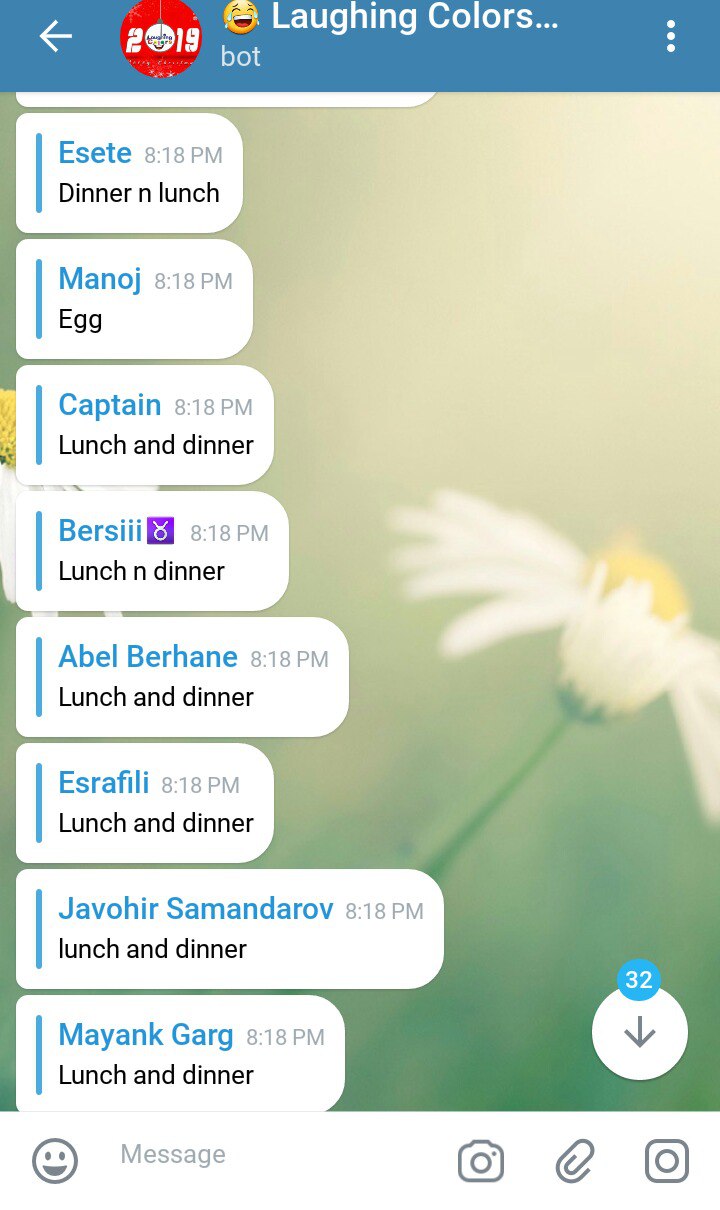 😂 Laughing Colors...
bot
2019
Laughing
Colors
Esete 8:18 PM
Dinner n lunch
Manoj 8:18 PM
Egg
Captain 8:18 PM
Lunch and dinner
Bersiii♉ 8:18 PM
Lunch n dinner
Abel Berhane 8:18 PM
Lunch and dinner
Esrafili 8:18 PM
Lunch and dinner
Javohir Samandarov 8:18 PM
lunch and dinner
32
Mayank Garg 8:18 PM
Lunch and dinner
Message